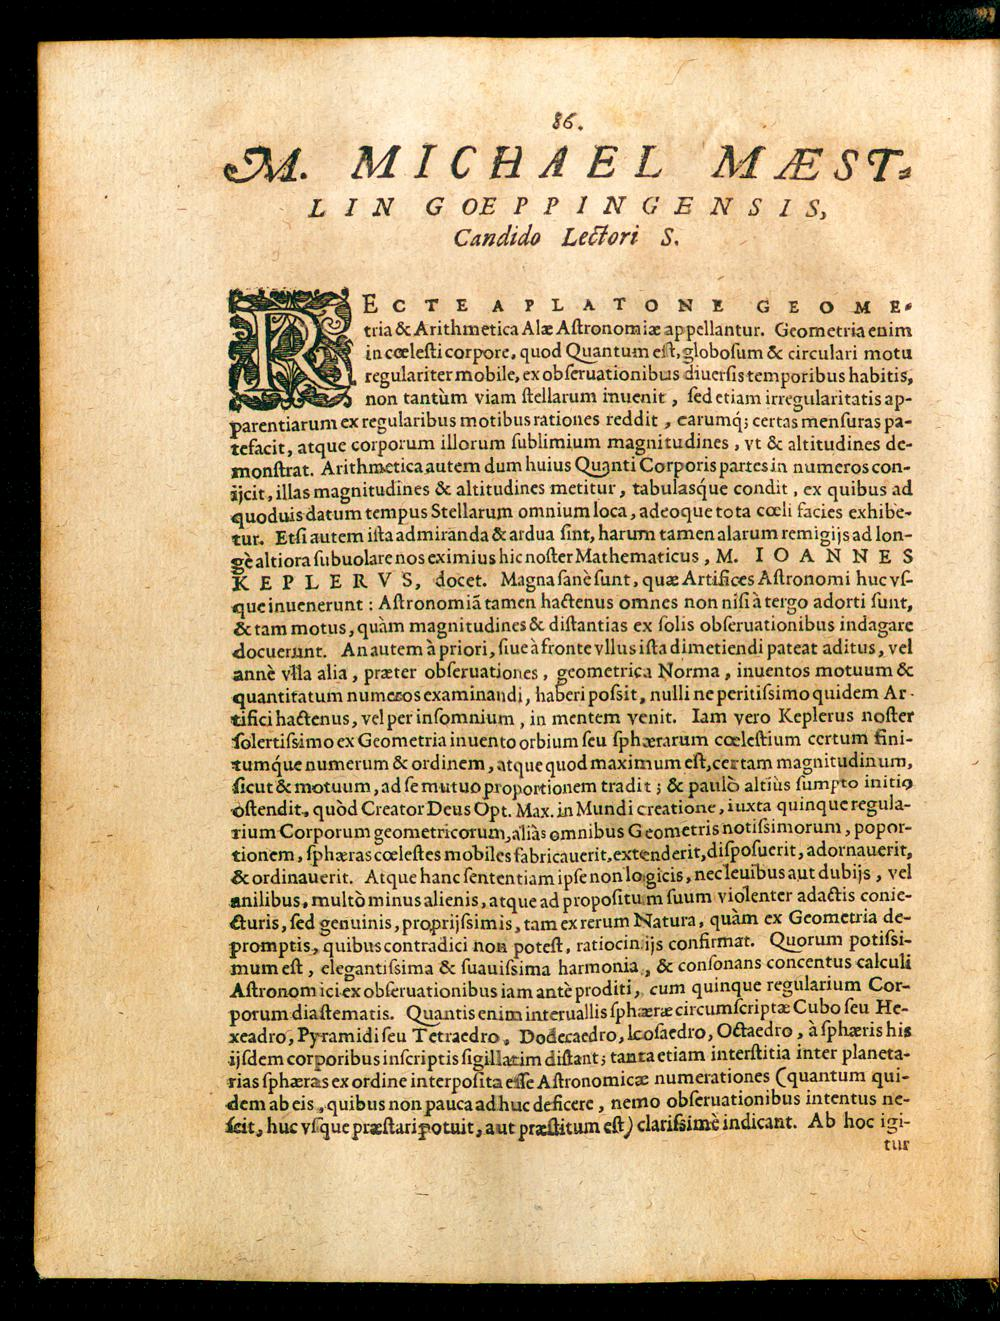 86.
M. MICHAEL MÆST-
LIN GOEPPINGENSIS,
Candido Lectori S.
RECTE A PLATONE GEOME-
tria & Arithmetica Alæ Aſtronomiæ appellantur. Geometria enim
in cœleſti corpore, quod Quantum eſt, globoſum & circulari motu
regulariter mobile, ex obſeruationibus diuerſis temporibus habitis,
non tantùm viam ſtellarum inuenit, ſed etiam irregularitatis ap-
parentiarum ex regularibus motibus rationes reddit, earumq́; certas menſuras pa-
tefacit, atque corporum illorum ſublimium magnitudines, vt & altitudines de-
monſtrat. Arithmetica autem dum huius Quanti Corporis partes in numeros con-
ijcit, illas magnitudines & altitudines metitur, tabulasq́ue condit, ex quibus ad
quoduis datum tempus Stellarum omnium loca, adeoque tota cœli facies exhibe-
tur. Etſi autem iſta admiranda & ardua ſint, harum tamen alarum remigijs ad lon-
gè altiora ſubuolare nos eximius hic noſter Mathematicus, M. IOANNES
KEPLERVS, docet. Magna ſanè ſunt, quæ Artifices Aſtronomi huc vſ-
que inuenerunt: Aſtronomiā tamen hactenus omnes non niſi à tergo adorti ſunt,
& tam motus, quàm magnitudines & diſtantias ex ſolis obſeruationibus indagare
docuerunt. An autem à priori, ſiue à fronte vllus iſta dimetiendi pateat aditus, vel
annè vlla alia, præter obſeruationes, geometrica Norma, inuentos motuum &
quantitatum numeros examinandi, haberi poſsit, nulli ne peritiſsimo quidem Ar-
tifici hactenus, vel per inſomnium, in mentem venit. Iam vero Keplerus noſter
ſolertiſsimo ex Geometria inuento orbium ſeu ſphærarum cœleſtium certum fini-
tumq́ue numerum & ordinem, atque quod maximum eſt, certam magnitudinum,
ſicut & motuum, ad ſe mutuo proportionem tradit; & paulò altiùs ſumpto initio
oſtendit, quòd Creator Deus Opt. Max. in Mundi creatione, iuxta quinque regula-
rium Corporum geometricorum, aliàs omnibus Geometris notiſsimorum, popor-
tionem, ſphæras cœleſtes mobiles fabricauerit, extenderit, diſpoſuerit, adornauerit,
& ordinauerit. Atque hanc ſententiam ipſe non logicis, nec leuibus aut dubijs, vel
anilibus, multò minus alienis, atque ad propoſitum ſuum violenter adactis conie-
cturis, ſed genuinis, proprijſsimis, tam ex rerum Natura, quàm ex Geometria de-
promptis, quibus contradici non poteſt, ratiocinijs confirmat. Quorum potiſsi-
mum eſt, elegantiſsima & ſuauiſsima harmonia, & conſonans concentus calculi
Aſtronomici ex obſeruationibus iam antè proditi, cum quinque regularium Cor-
porum diaſtematis. Quantis enim interuallis ſphæræ circumſcriptæ Cubo ſeu He-
xeadro, Pyramidi ſeu Tetraedro, Dodecaedro, Icoſaedro, Octaedro, à ſphæris his
ijſdem corporibus inſcriptis ſigillatim diſtant; tanta etiam interſtitia inter planeta-
rias ſphæras ex ordine interpoſita eſſe Aſtronomicæ numerationes (quantum qui-
dem ab eis, quibus non pauca adhuc deficere, nemo obſeruationibus intentus ne-
ſcit, huc vſque præſtari potuit, aut præſtitum eſt) clariſsimè indicant. Ab hoc igi-
tur